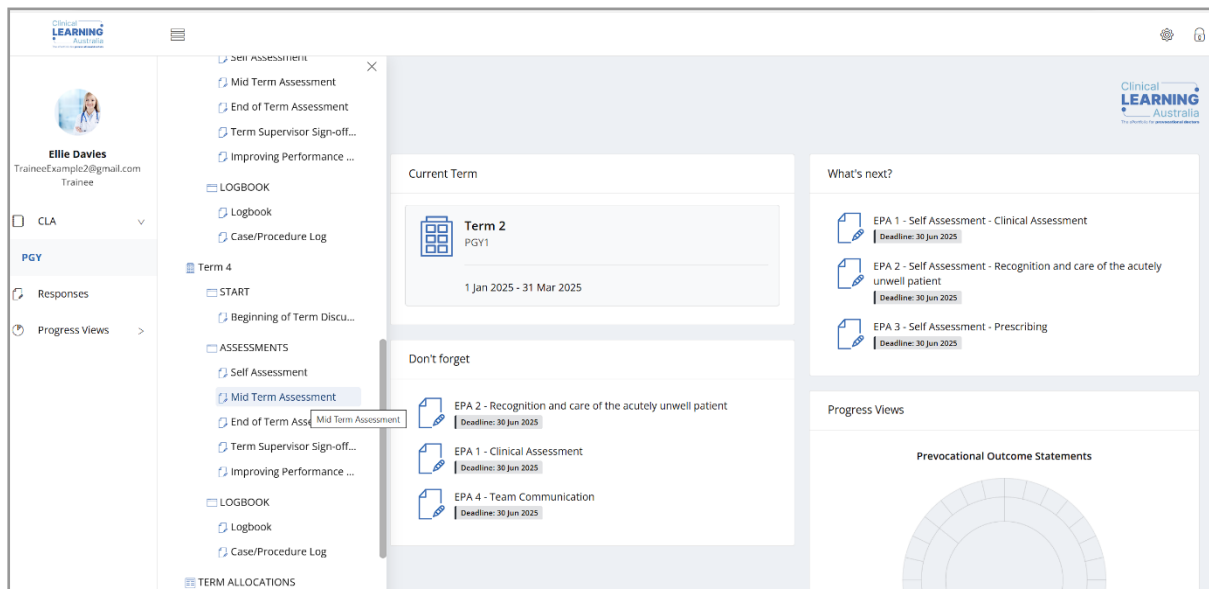 Clinical
LEARNING
Australia
Ellie Davies
TraineeExample2@gmail.com
Trainee
CLA
PGY
Responses
Progress Views
Self Assessment
Mid Term Assessment
End of Term Assessment
Term Supervisor Sign-off...
Improving Performance ...
LOGBOOK
Logbook
Case/Procedure Log
Term 4
START
Beginning of Term Discu...
ASSESSMENTS
Self Assessment
Mid Term Assessment
End of Term Asse
Mid Term Assessment
Term Supervisor Sign-off...
Improving Performance ...
LOGBOOK
Logbook
Case/Procedure Log
TERM ALLOCATIONS
Clinical
LEARNING
Australia
Current Term
Term 2
PGY1
1 Jan 2025 - 31 Mar 2025
Don't forget
EPA 2 - Recognition and care of the acutely unwell patient
Deadline: 30 Jun 2025
EPA 1 - Clinical Assessment
Deadline: 30 Jun 2025
EPA 4 - Team Communication
Deadline: 30 Jun 2025
What's next?
EPA 1 - Self Assessment - Clinical Assessment
Deadline: 30 Jun 2025
EPA 2 - Self Assessment - Recognition and care of the acutely
unwell patient
Deadline: 30 Jun 2025
EPA 3 - Self Assessment - Prescribing
Deadline: 30 Jun 2025
Progress Views
Prevocational Outcome Statements